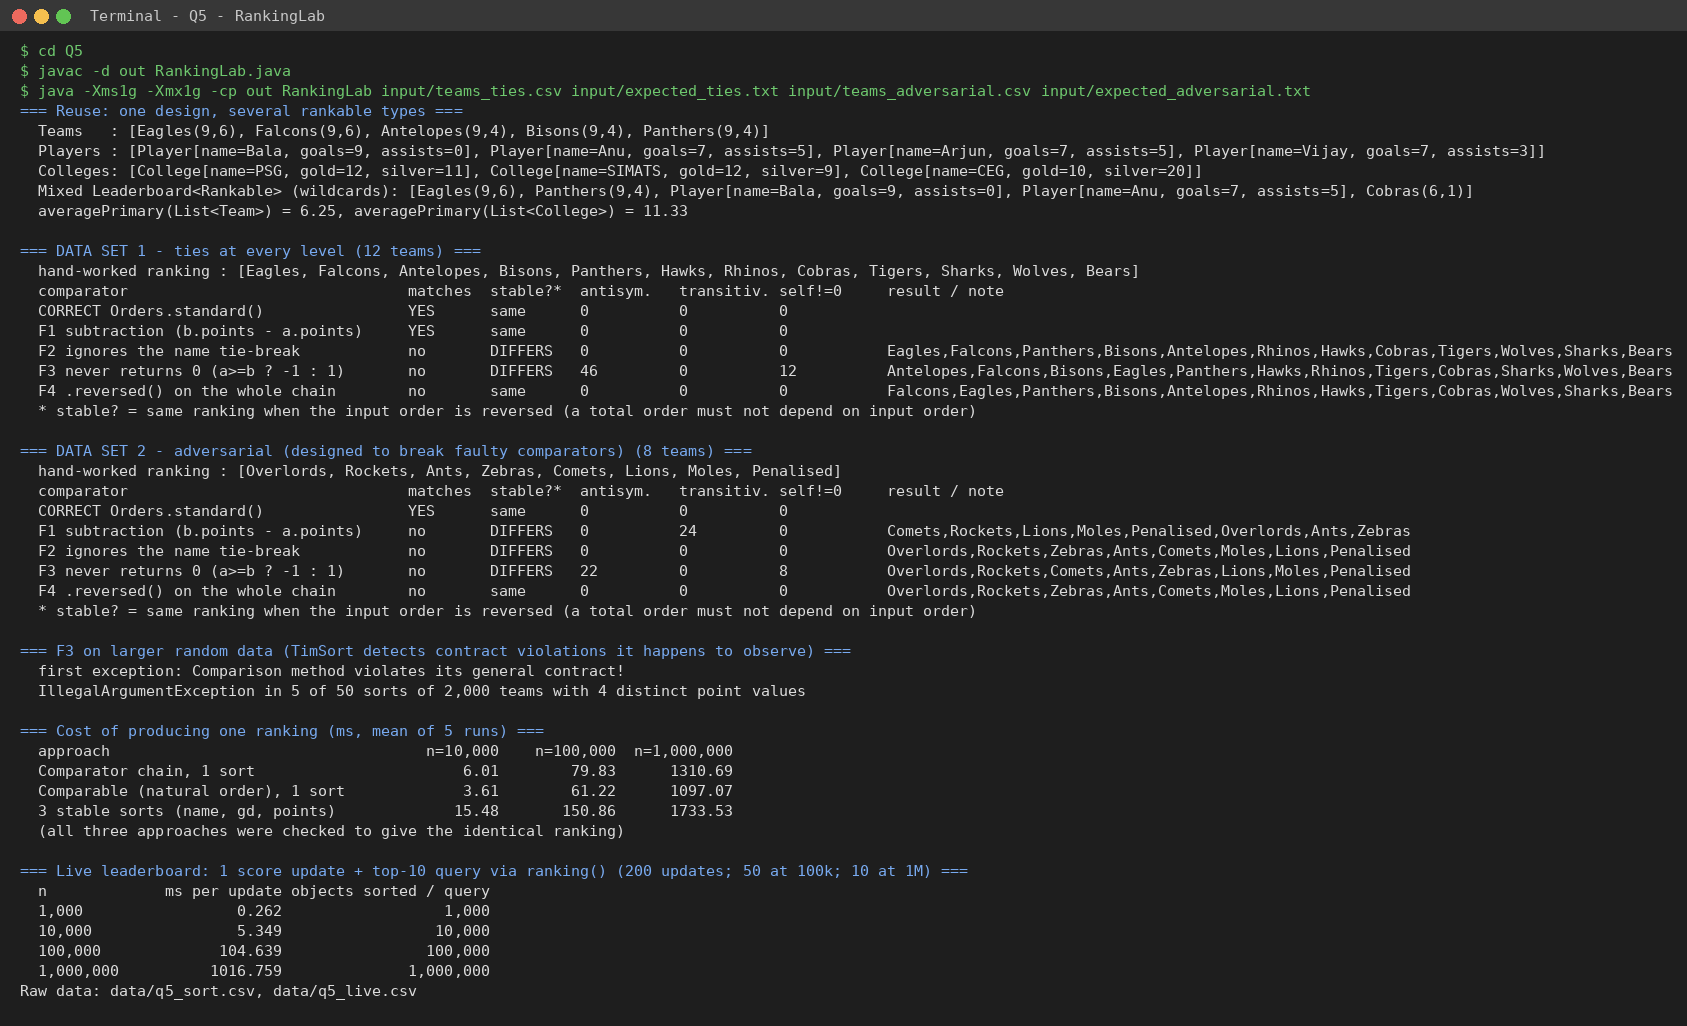 Terminal - Q5 - RankingLab
$ cd Q5
$ javac -d out RankingLab.java
$ java -Xms1g -Xmx1g -cp out RankingLab input/teams_ties.csv input/expected_ties.txt input/teams_adversarial.csv input/expected_adversarial.txt
=== Reuse: one design, several rankable types ===
  Teams   : [Eagles(9,6), Falcons(9,6), Antelopes(9,4), Bisons(9,4), Panthers(9,4)]
  Players : [Player[name=Bala, goals=9, assists=0], Player[name=Anu, goals=7, assists=5], Player[name=Arjun, goals=7, assists=5], Player[name=Vijay, goals=7, assists=3]]
  Colleges: [College[name=PSG, gold=12, silver=11], College[name=SIMATS, gold=12, silver=9], College[name=CEG, gold=10, silver=20]]
  Mixed Leaderboard<Rankable> (wildcards): [Eagles(9,6), Panthers(9,4), Player[name=Bala, goals=9, assists=0], Player[name=Anu, goals=7, assists=5], Cobras(6,1)]
  averagePrimary(List<Team>) = 6.25, averagePrimary(List<College>) = 11.33

=== DATA SET 1 - ties at every level (12 teams) ===
  hand-worked ranking : [Eagles, Falcons, Antelopes, Bisons, Panthers, Hawks, Rhinos, Cobras, Tigers, Sharks, Wolves, Bears]
  comparator                               matches  stable?*  antisym.   transitiv. self!=0     result / note
  CORRECT Orders.standard()                YES      same      0          0          0
  F1 subtraction (b.points - a.points)     YES      same      0          0          0
  F2 ignores the name tie-break            no       DIFFERS   0          0          0           Eagles,Falcons,Panthers,Bisons,Antelopes,Rhinos,Hawks,Cobras,Tigers,Wolves,Sharks,Bears
  F3 never returns 0 (a>=b ? -1 : 1)       no       DIFFERS   46         0          12          Antelopes,Falcons,Bisons,Eagles,Panthers,Hawks,Rhinos,Tigers,Cobras,Sharks,Wolves,Bears
  F4 .reversed() on the whole chain        no       same      0          0          0           Falcons,Eagles,Panthers,Bisons,Antelopes,Rhinos,Hawks,Tigers,Cobras,Wolves,Sharks,Bears
  * stable? = same ranking when the input order is reversed (a total order must not depend on input order)

=== DATA SET 2 - adversarial (designed to break faulty comparators) (8 teams) ===
  hand-worked ranking : [Overlords, Rockets, Ants, Zebras, Comets, Lions, Moles, Penalised]
  comparator                               matches  stable?*  antisym.   transitiv. self!=0     result / note
  CORRECT Orders.standard()                YES      same      0          0          0
  F1 subtraction (b.points - a.points)     no       DIFFERS   0          24         0           Comets,Rockets,Lions,Moles,Penalised,Overlords,Ants,Zebras
  F2 ignores the name tie-break            no       DIFFERS   0          0          0           Overlords,Rockets,Zebras,Ants,Comets,Moles,Lions,Penalised
  F3 never returns 0 (a>=b ? -1 : 1)       no       DIFFERS   22         0          8           Overlords,Rockets,Comets,Ants,Zebras,Lions,Moles,Penalised
  F4 .reversed() on the whole chain        no       same      0          0          0           Overlords,Rockets,Zebras,Ants,Comets,Moles,Lions,Penalised
  * stable? = same ranking when the input order is reversed (a total order must not depend on input order)

=== F3 on larger random data (TimSort detects contract violations it happens to observe) ===
  first exception: Comparison method violates its general contract!
  IllegalArgumentException in 5 of 50 sorts of 2,000 teams with 4 distinct point values

=== Cost of producing one ranking (ms, mean of 5 runs) ===
  approach                                   n=10,000    n=100,000  n=1,000,000
  Comparator chain, 1 sort                       6.01        79.83      1310.69
  Comparable (natural order), 1 sort             3.61        61.22      1097.07
  3 stable sorts (name, gd, points)             15.48       150.86      1733.53
  (all three approaches were checked to give the identical ranking)

=== Live leaderboard: 1 score update + top-10 query via ranking() (200 updates; 50 at 100k; 10 at 1M) ===
  n             ms per update objects sorted / query
  1,000                 0.262                  1,000
  10,000                5.349                 10,000
  100,000             104.639                100,000
  1,000,000          1016.759              1,000,000
Raw data: data/q5_sort.csv, data/q5_live.csv